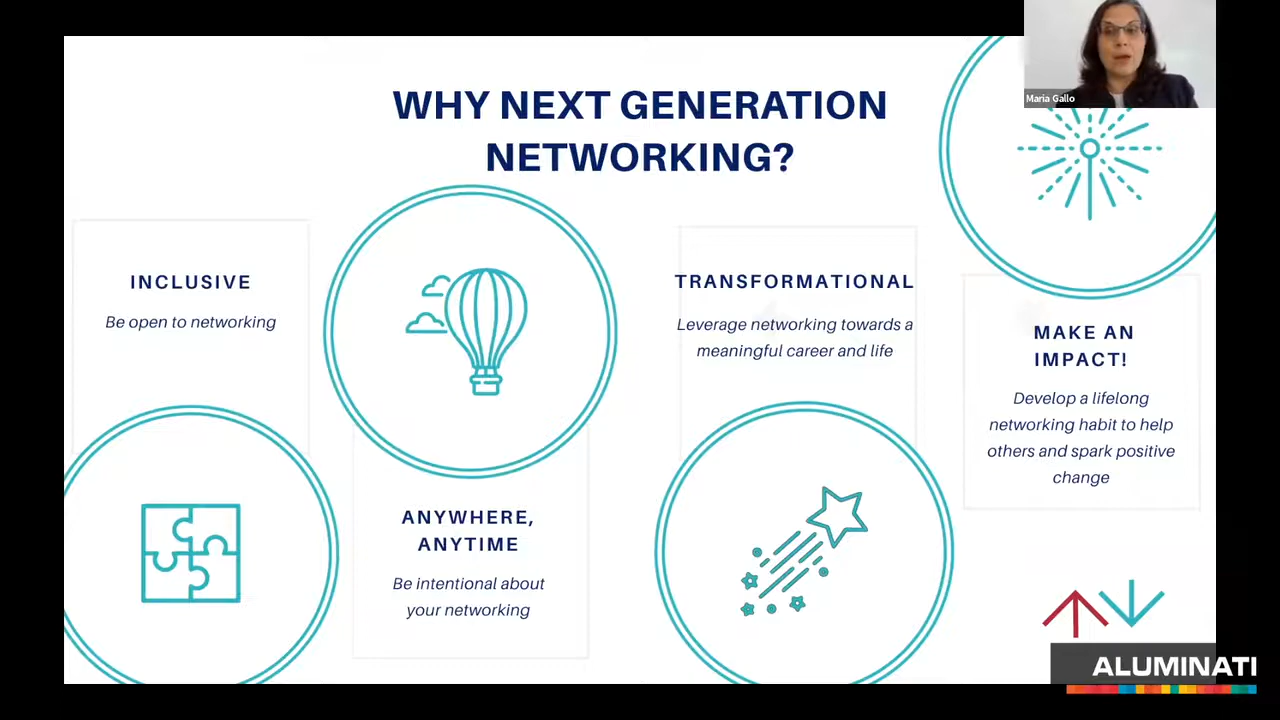 Maria Gallo
WHY NEXT GENERATION
NETWORKING?
INCLUSIVE
Be open to networking
ANYWHERE,
ANYTIME
Be intentional about
your networking
TRANSFORMATIONAL
Leverage networking towards a
meaningful career and life
MAKE AN
IMPACT!
Develop a lifelong
networking habit to help
others and spark positive
change
ALUMINATI